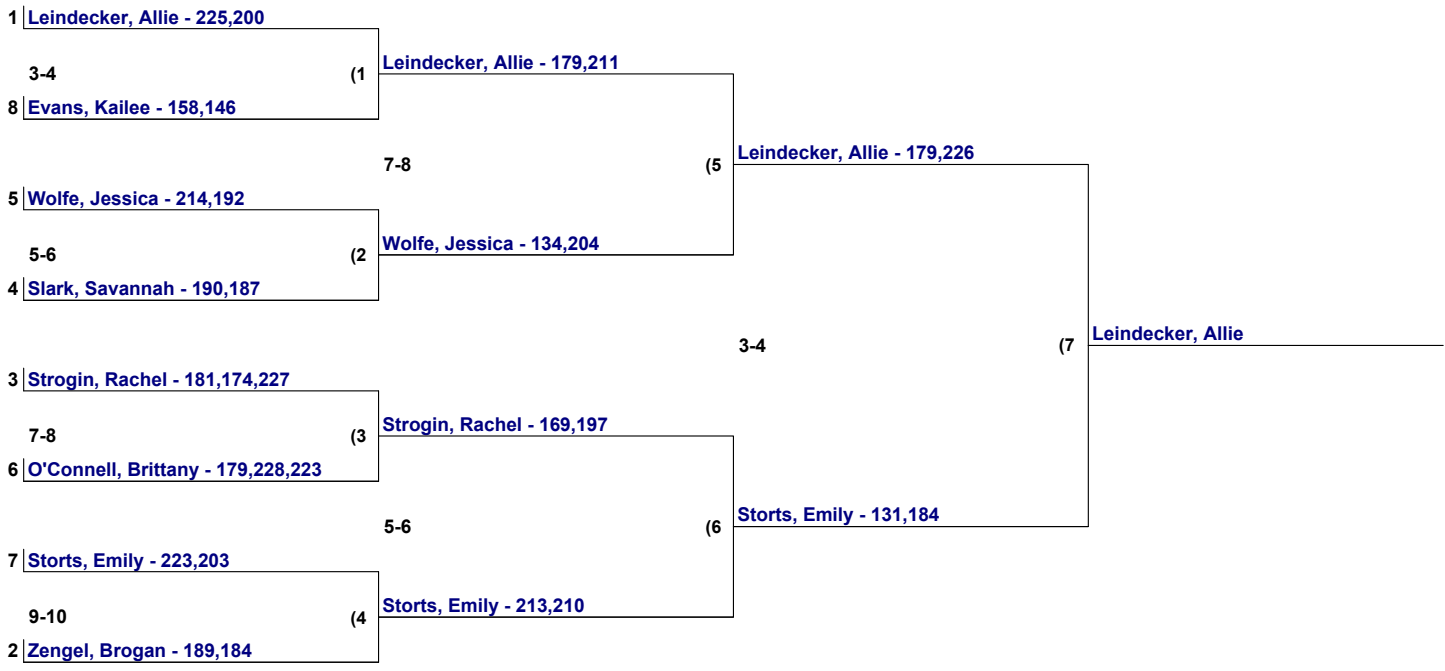 1 Leindecker, Allie - 225,200
3-4 (1
8 Evans, Kailee - 158,146
5 Wolfe, Jessica - 214,192
5-6 (2
4 Slark, Savannah - 190,187
3 Strogin, Rachel - 181,174,227
7-8 (3
6 O'Connell, Brittany - 179,228,223
7 Storts, Emily - 223,203
9-10 (4
2 Zengel, Brogan - 189,184
Leindecker, Allie - 179,211
7-8 (5
Wolfe, Jessica - 134,204
Strogin, Rachel - 169,197
5-6 (6
Storts, Emily - 213,210
Leindecker, Allie - 179,226
3-4 (7
Storts, Emily - 131,184
Leindecker, Allie